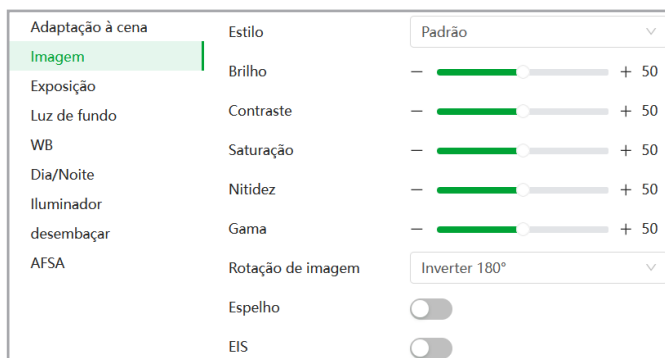 Adaptação à cena
Imagem
Exposição
Luz de fundo
WB
Dia/Noite
Iluminador
desembaçar
AFSA
Estilo Padrão
Brilho − + 50
Contraste − + 50
Saturação − + 50
Nitidez − + 50
Gama − + 50
Rotação de imagem Inverter 180°
Espelho
EIS